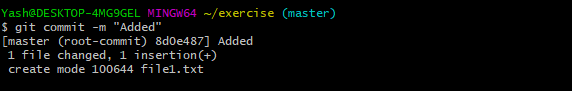 Yash@DESKTOP-4MG9GEL MINGW64 ~/exercise (master)
$ git commit -m "Added"
[master (root-commit) 8d0e487] Added
 1 file changed, 1 insertion(+)
 create mode 100644 file1.txt